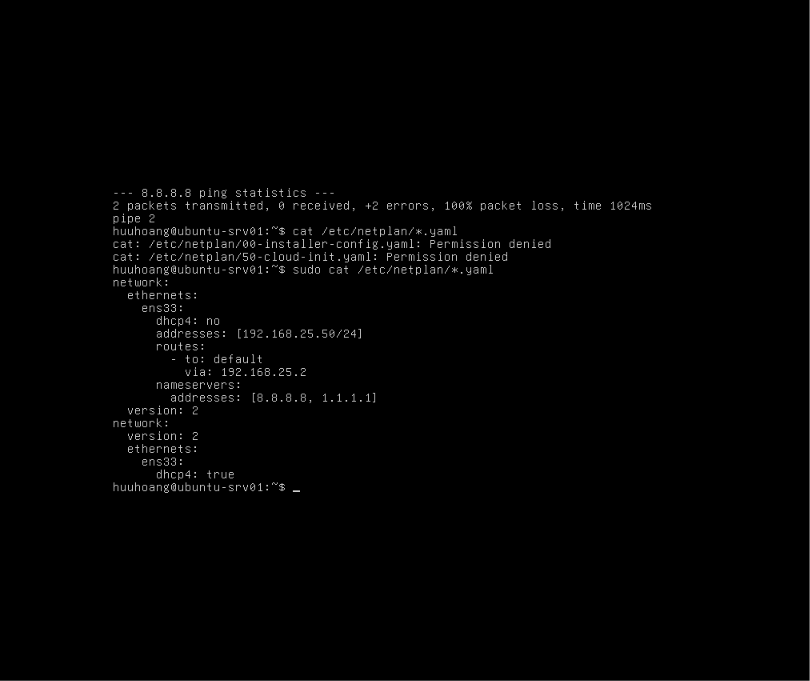 --- 8.8.8.8 ping statistics ---
2 packets transmitted, 0 received, +2 errors, 100% packet loss, time 1024ms
pipe 2
huuhoang@ubuntu-srv01:~$ cat /etc/netplan/*.yaml
cat: /etc/netplan/00-installer-config.yaml: Permission denied
cat: /etc/netplan/50-cloud-init.yaml: Permission denied
huuhoang@ubuntu-srv01:~$ sudo cat /etc/netplan/*.yaml
network:
  ethernets:
    ens33:
      dhcp4: no
      addresses: [192.168.25.50/24]
      routes:
        - to: default
          via: 192.168.25.2
      nameservers:
        addresses: [8.8.8.8, 1.1.1.1]
  version: 2
network:
  version: 2
  ethernets:
    ens33:
      dhcp4: true
huuhoang@ubuntu-srv01:~$ _